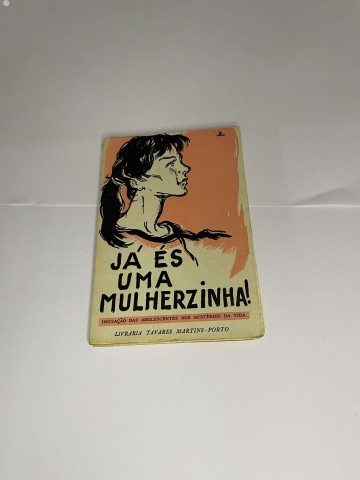 JÁ ÉS
UMA
MULHERZINHA!
INICIAÇÃO DAS ADOLESCENTES NOS MISTÉRIOS DA VIDA
LIVRARIA TAVARES MARTINS-PORTO